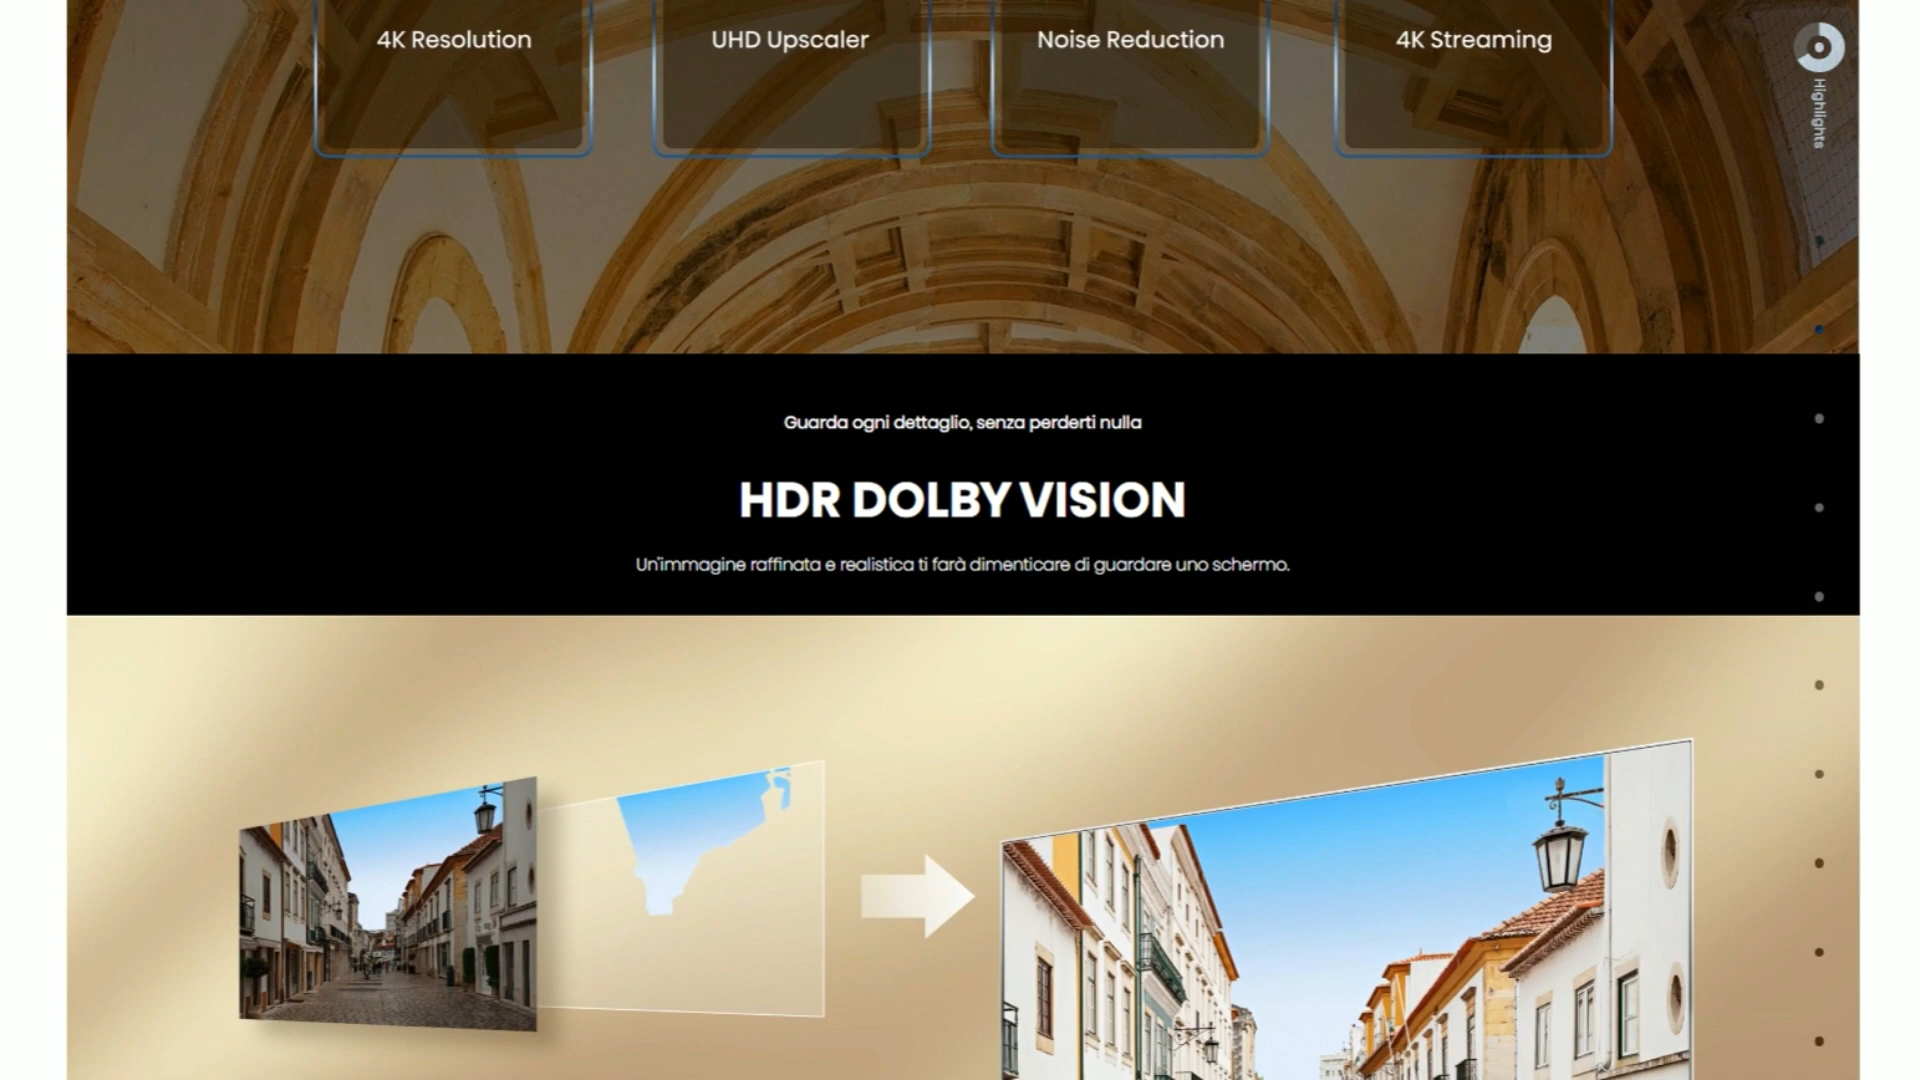 4K Resolution
UHD Upscaler
Noise Reduction
4K Streaming
Highlights
Guarda ogni dettaglio, senza perderti nulla
HDR DOLBY VISION
Un'immagine raffinata e realistica ti farà dimenticare di guardare uno schermo.